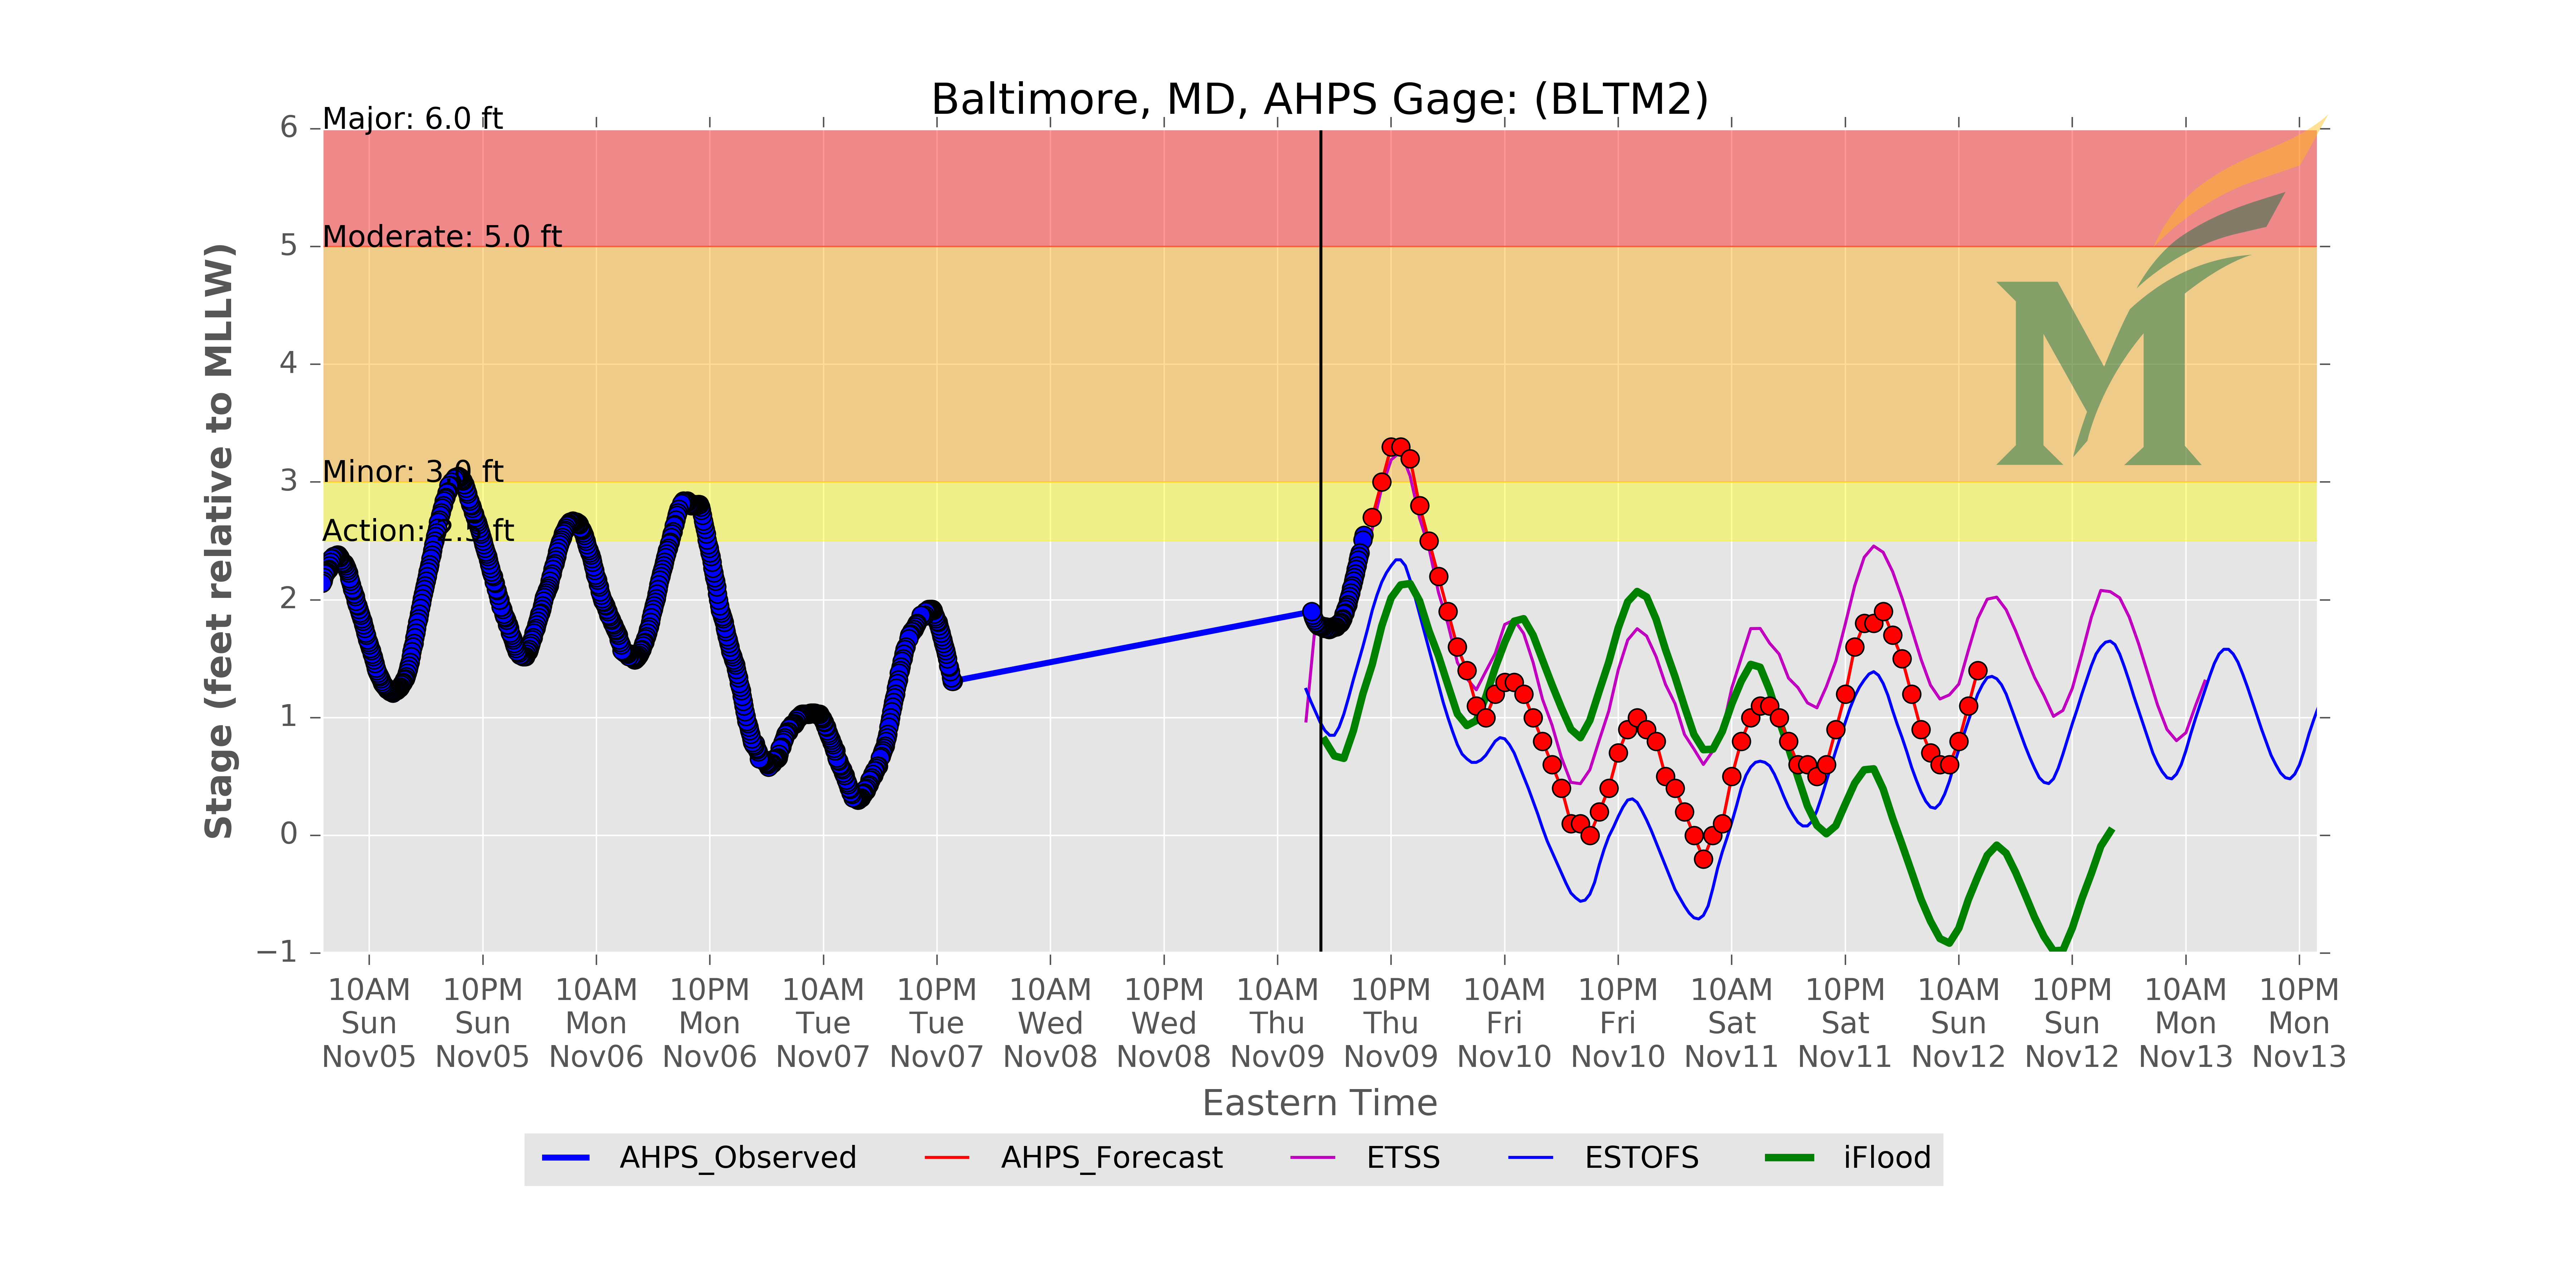 Baltimore, MD, AHPS Gage: (BLTM2)
Major: 6.0 ft
Moderate: 5.0 ft
Minor: 3.0 ft
Action: 2.5 ft
6
5
4
3
2
1
0
−1
Stage (feet relative to MLLW)
M
10AM 10PM 10AM 10PM 10AM 10PM 10AM 10PM 10AM 10PM 10AM 10PM 10AM 10PM 10AM 10PM 10AM 10PM
Sun Sun Mon Mon Tue Tue Wed Wed Thu Thu Fri Fri Sat Sat Sun Sun Mon Mon
Nov05 Nov05 Nov06 Nov06 Nov07 Nov07 Nov08 Nov08 Nov09 Nov09 Nov10 Nov10 Nov11 Nov11 Nov12 Nov12 Nov13 Nov13
Eastern Time
AHPS_Observed AHPS_Forecast ETSS ESTOFS iFlood